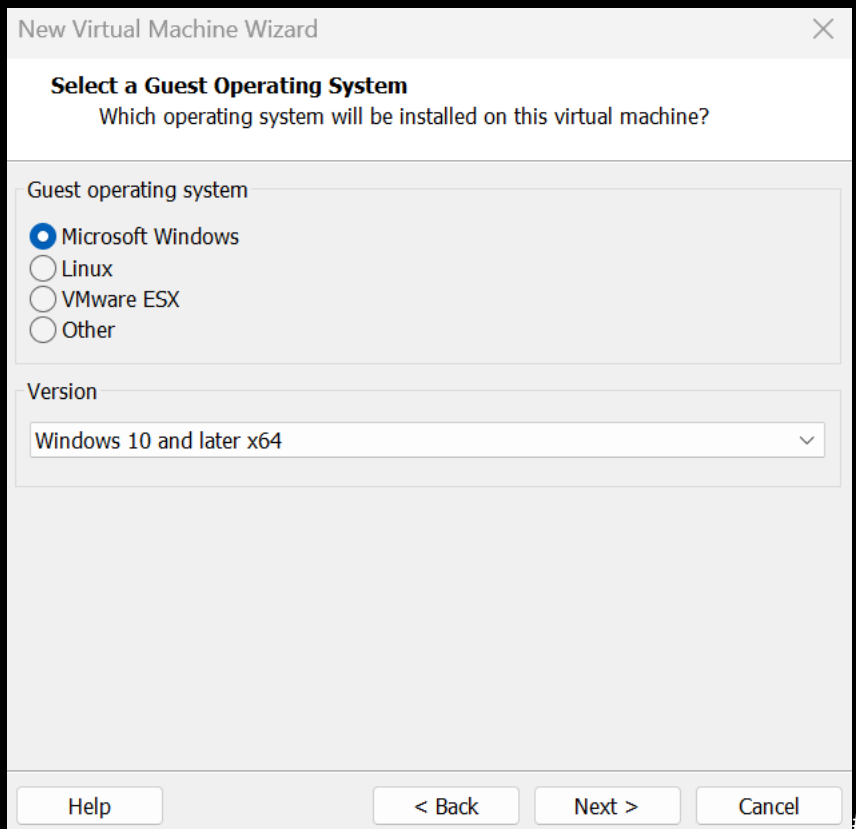 New Virtual Machine Wizard
Select a Guest Operating System
Which operating system will be installed on this virtual machine?
Guest operating system
Microsoft Windows
Linux
VMware ESX
Other
Version
Windows 10 and later x64
Help
< Back
Next >
Cancel